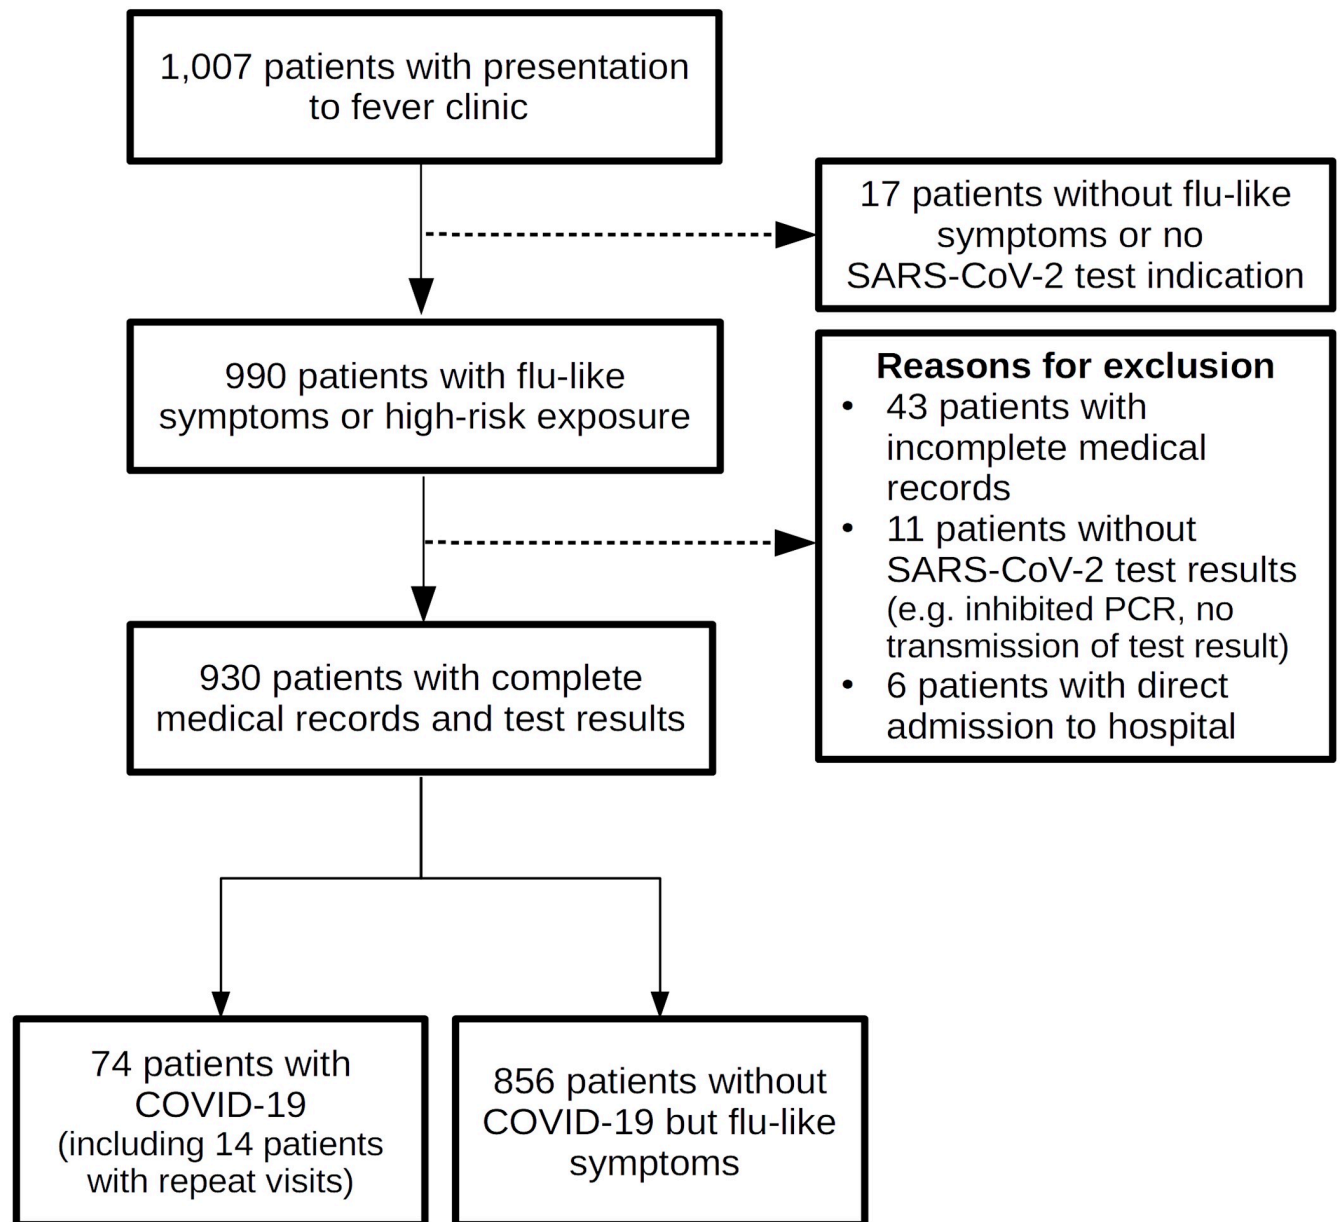 1,007 patients with presentation
to fever clinic
17 patients without flu-like
symptoms or no
SARS-CoV-2 test indication
990 patients with flu-like
symptoms or high-risk exposure
Reasons for exclusion
• 43 patients with
incomplete medical
records
• 11 patients without
SARS-CoV-2 test results
(e.g. inhibited PCR, no
transmission of test result)
• 6 patients with direct
admission to hospital
930 patients with complete
medical records and test results
74 patients with
COVID-19
(including 14 patients
with repeat visits)
856 patients without
COVID-19 but flu-like
symptoms